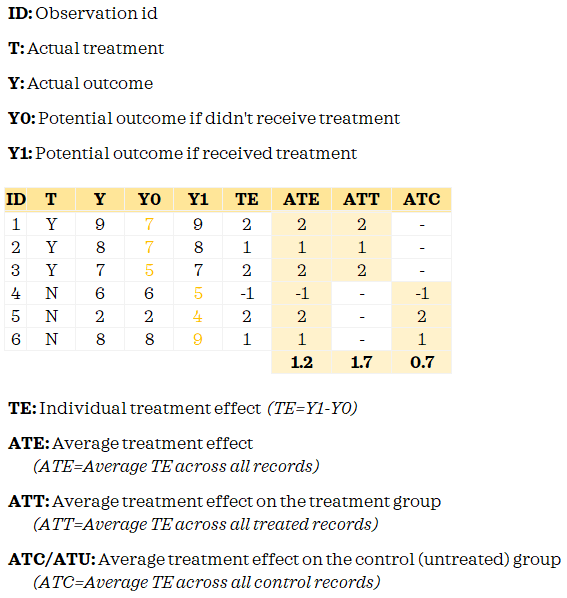 ID: Observation id
T: Actual treatment
Y: Actual outcome
Y0: Potential outcome if didn't receive treatment
Y1: Potential outcome if received treatment
ID T Y Y0 Y1 TE ATE ATT ATC
1 Y 9 7 9 2 2 2 -
2 Y 8 7 8 1 1 1 -
3 Y 7 5 7 2 2 2 -
4 N 6 6 5 -1 -1 - -1
5 N 2 2 4 2 2 - 2
6 N 8 8 9 1 1 - 1
1.2 1.7 0.7
TE: Individual treatment effect (TE=Y1-Y0)
ATE: Average treatment effect
(ATE=Average TE across all records)
ATT: Average treatment effect on the treatment group
(ATT=Average TE across all treated records)
ATC/ATU: Average treatment effect on the control (untreated) group
(ATC=Average TE across all control records)